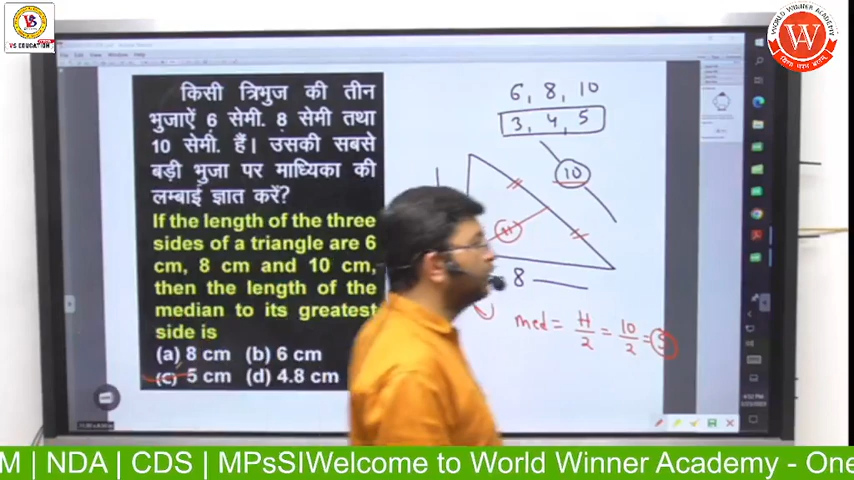 VS
VS EDUCATION
WORLD WINNER ACADEMY
W
किसी त्रिभुज की तीन
भुजाऐं 6 सेमी. 8 सेमी तथा
10 सेमी. हैं। उसकी सबसे
बड़ी भुजा पर माध्यिका की
लम्बाई ज्ञात करें?
If the length of the three
sides of a triangle are 6
cm, 8 cm and 10 cm,
then the length of the
median to its greatest
side is
(a) 8 cm (b) 6 cm
(c) 5 cm (d) 4.8 cm
6, 8, 10
3, 4, 5
10
8
med = H/2 = 10/2 = 5
M | NDA | CDS | MPsSIWelcome to World Winner Academy - One